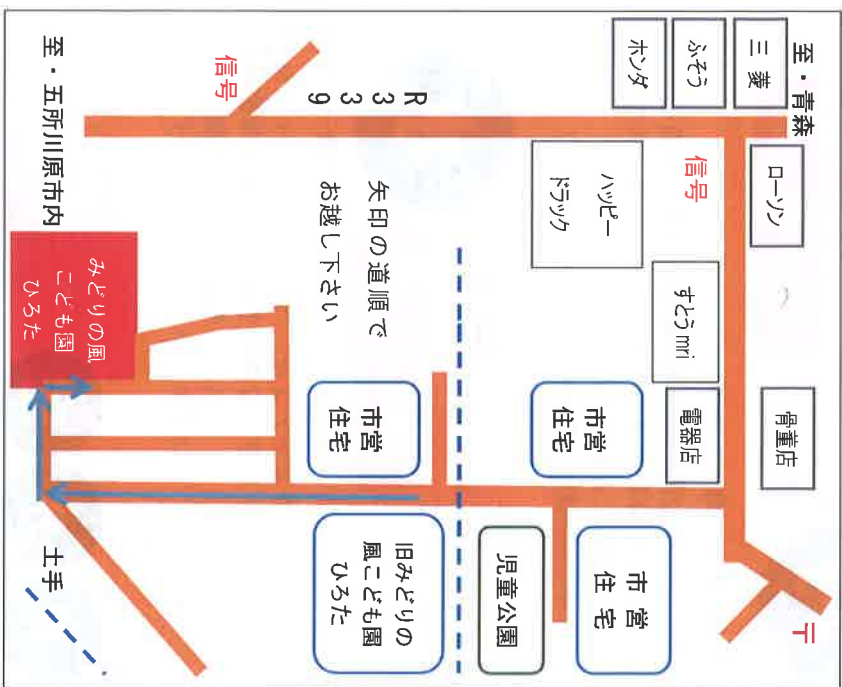 〒
至・青森
ローソン
骨董店
三菱
信号
電器店
ふそう
すとうmri
市営
住宅
ホンダ
ハッピー
ドラック
市営
住宅
児童公園
R339
矢印の道順で
お越し下さい
市営
住宅
旧みどりの
風こども園
ひろた
信号
みどりの風
こども園
ひろた
至・五所川原市内
土手